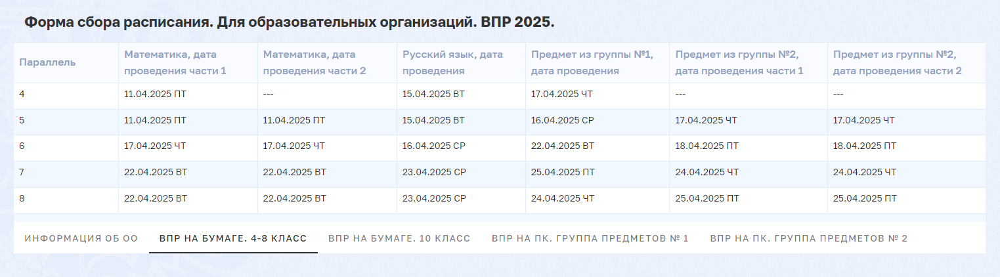 Форма сбора расписания. Для образовательных организаций. ВПР 2025.
Параллель
Математика, дата
проведения части 1
Математика, дата
проведения части 2
Русский язык, дата
проведения
Предмет из группы №1,
дата проведения
Предмет из группы №2,
дата проведения части 1
Предмет из группы №2,
дата проведения части 2
4 11.04.2025 ПТ --- 15.04.2025 ВТ 17.04.2025 ЧТ --- ---
5 11.04.2025 ПТ 11.04.2025 ПТ 15.04.2025 ВТ 16.04.2025 СР 17.04.2025 ЧТ 17.04.2025 ЧТ
6 17.04.2025 ЧТ 17.04.2025 ЧТ 16.04.2025 СР 22.04.2025 ВТ 18.04.2025 ПТ 18.04.2025 ПТ
7 22.04.2025 ВТ 22.04.2025 ВТ 23.04.2025 СР 25.04.2025 ПТ 24.04.2025 ЧТ 24.04.2025 ЧТ
8 22.04.2025 ВТ 22.04.2025 ВТ 23.04.2025 СР 24.04.2025 ЧТ 25.04.2025 ПТ 25.04.2025 ПТ
ИНФОРМАЦИЯ ОБ ОО ВПР НА БУМАГЕ. 4-8 КЛАСС ВПР НА БУМАГЕ. 10 КЛАСС ВПР НА ПК. ГРУППА ПРЕДМЕТОВ № 1 ВПР НА ПК. ГРУППА ПРЕДМЕТОВ № 2